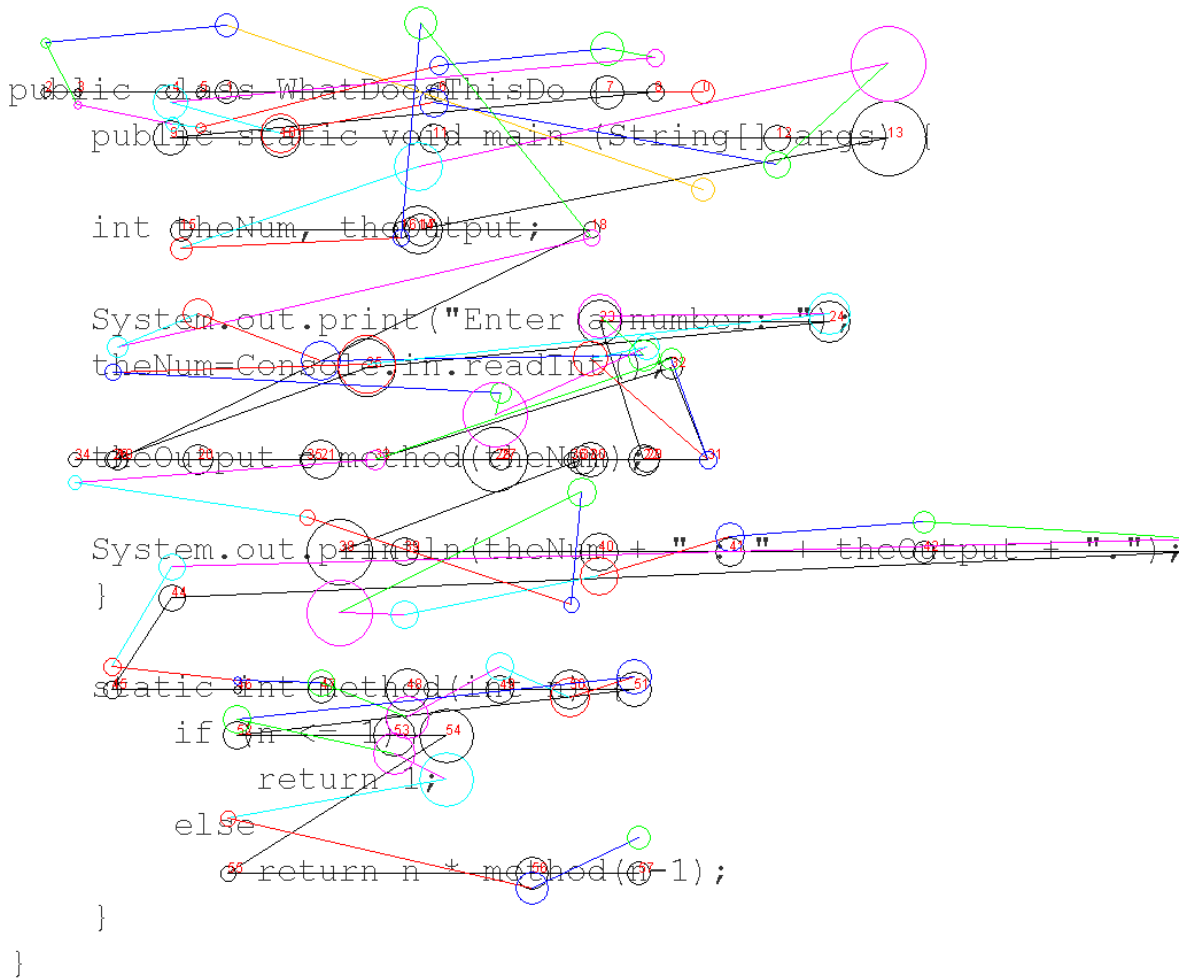 public class WhatDoesThisDo {
public static void main (String[] args) {
int theNum, theOutput;
System.out.print("Enter a number: ");
theNum=Console.in.readInt();
theOutput = method(theNum);
System.out.println(theNum + ": " + theOutput + ".");
}
static int method(int n) {
if (n <= 1)
return 1;
else
return n * method(n-1);
}
}